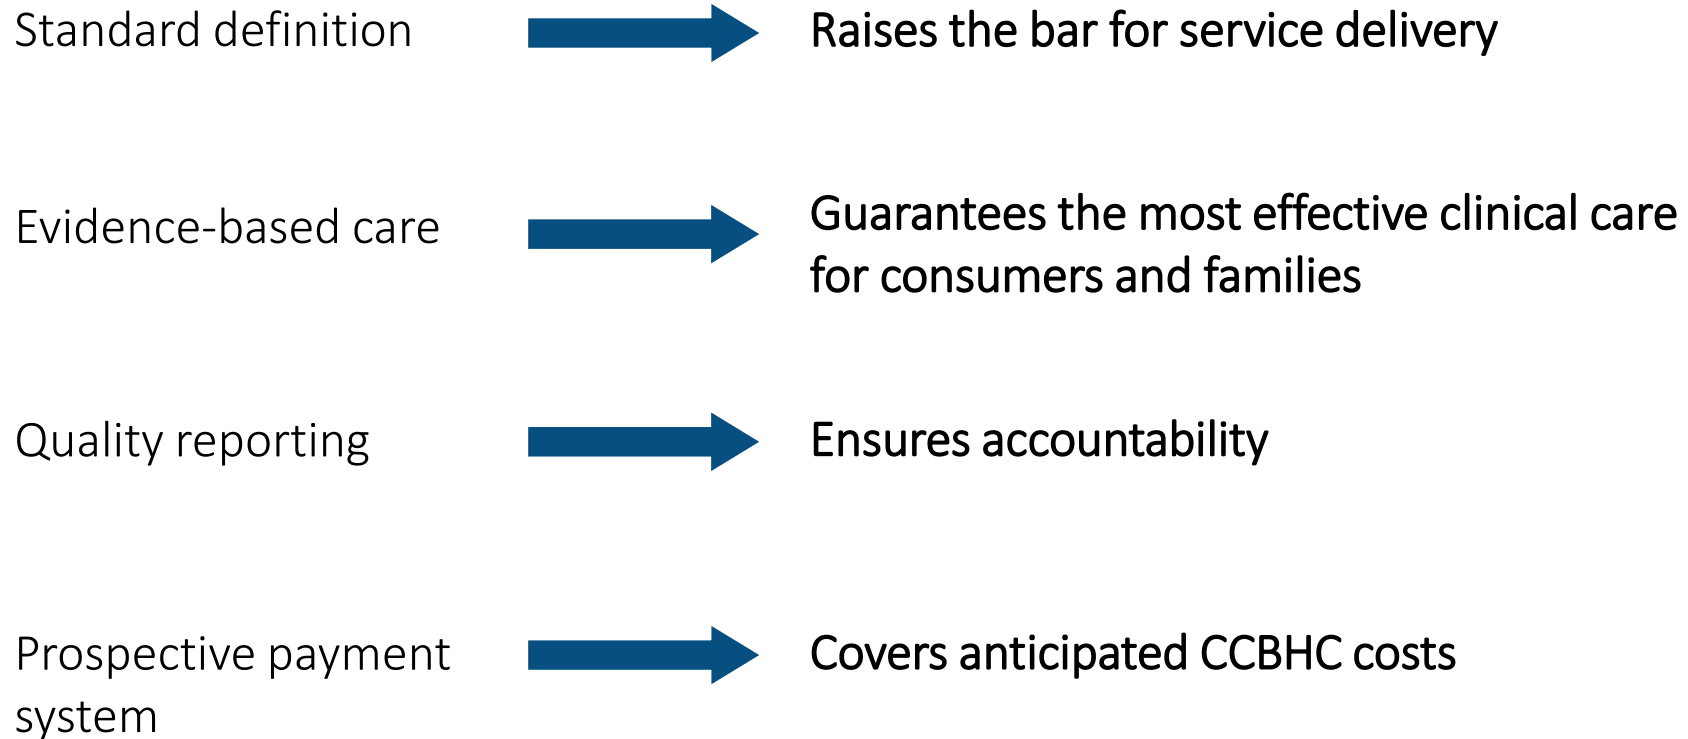 Standard definition
Raises the bar for service delivery
Evidence-based care
Guarantees the most effective clinical care
for consumers and families
Quality reporting
Ensures accountability
Prospective payment
system
Covers anticipated CCBHC costs